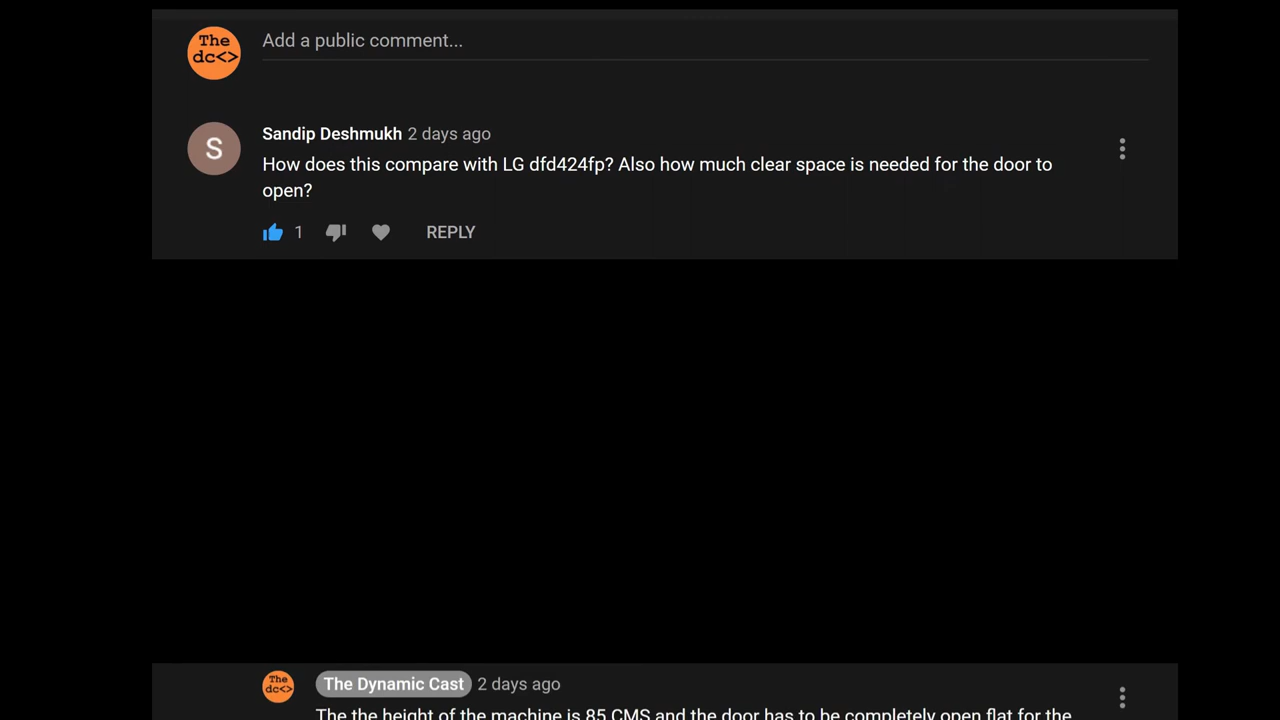 The
dc<>
Add a public comment...
Sandip Deshmukh 2 days ago
S
How does this compare with LG dfd424fp? Also how much clear space is needed for the door to
open?
1 REPLY
The
dc<>
The Dynamic Cast 2 days ago
The the height of the machine is 85 CMS and the door has to be completely open flat for the